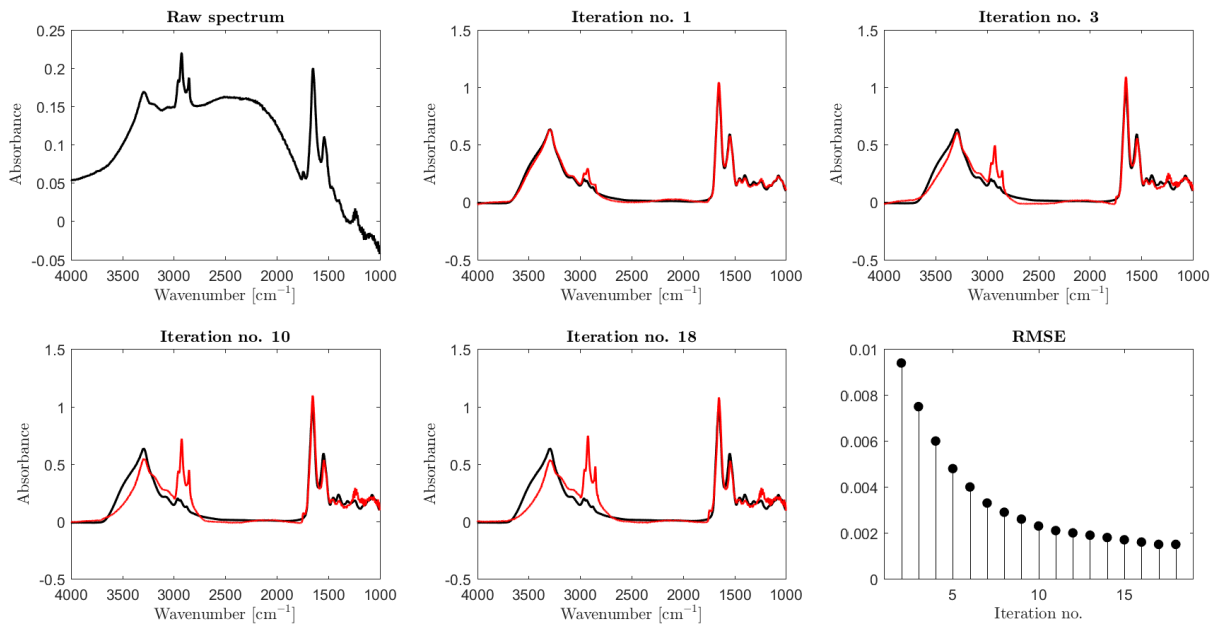 Raw spectrum
0.25
0.2
0.15
0.1
0.05
0
-0.05
Absorbance
4000 3500 3000 2500 2000 1500 1000
Wavenumber [cm⁻¹]
Iteration no. 1
1.5
1
0.5
0
-0.5
Absorbance
4000 3500 3000 2500 2000 1500 1000
Wavenumber [cm⁻¹]
Iteration no. 3
1.5
1
0.5
0
-0.5
Absorbance
4000 3500 3000 2500 2000 1500 1000
Wavenumber [cm⁻¹]
Iteration no. 10
1.5
1
0.5
0
-0.5
Absorbance
4000 3500 3000 2500 2000 1500 1000
Wavenumber [cm⁻¹]
Iteration no. 18
1.5
1
0.5
0
-0.5
Absorbance
4000 3500 3000 2500 2000 1500 1000
Wavenumber [cm⁻¹]
RMSE
0.01
0.008
0.006
0.004
0.002
0
5 10 15
Iteration no.